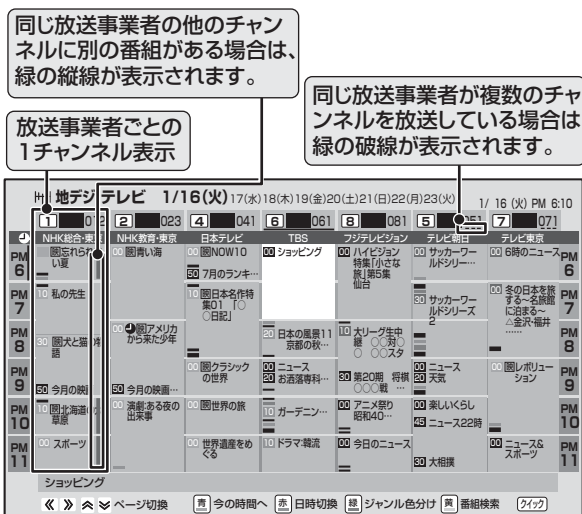 同じ放送事業者の他のチャン
ネルに別の番組がある場合は、
緑の縦線が表示されます。
同じ放送事業者が複数のチャ
ンネルを放送している場合は
緑の破線が表示されます。
放送事業者ごとの
1チャンネル表示
地デジ テレビ 1/16(火) 17(水)18(木)19(金)20(土)21(日)22(月)23(火) 1/ 16 (火) PM 6:10
1 011 2 023 4 041 6 061 8 081 5 051 7 071
NHK総合・東京 NHK教育・東京 日本テレビ TBS フジテレビジョン テレビ朝日 テレビ東京
PM 6
忘れられ
い夏
00 青い海
00 NOW10
50 7月のランキ…
00 ショッピング
00 ハイビジョン
特集「小さな
旅」第5集
仙台
00 サッカーワー
ルドシリー…
00 6時のニュース
PM 6
PM 7
10 私の先生
10 日本名作特
集01 「○
○日記」
30 サッカーワー
ルドシリーズ
2
00 冬の日本を旅
する〜名旅館
に泊まる〜
△金沢・福井
……
PM 7
PM 8
30 犬と猫の物
語
00 アメリカ
から来た少年
20 日本の風景11
京都の秋…
10 大リーグ生中
継 ○○対○
○ ○○スタ
PM 8
PM 9
50 今月の映画
50 今月の映画…
00 クラシック
の世界
00 ニュース
20 お洒落専科…
30 第20期 将棋
○○○戦 …
00 ニュース
20 天気
00 レボリュー
ション
PM 9
PM 10
10 北海道の
草原
00 演劇:ある夜の
出来事
00 世界の旅
10 ガーデニン…
00 アニメ祭り
昭和40…
00 楽しいくらし
45 ニュース22時
PM 10
PM 11
00 スポーツ
00 世界遺産をめ
ぐる
10 ドラマ:韓流
00 今日のニュース
30 大相撲
00 ニュース&
スポーツ
PM 11
ショッピング
ページ切換 青 今の時間へ 赤 日時切換 緑 ジャンル色分け 黄 番組検索 クイック